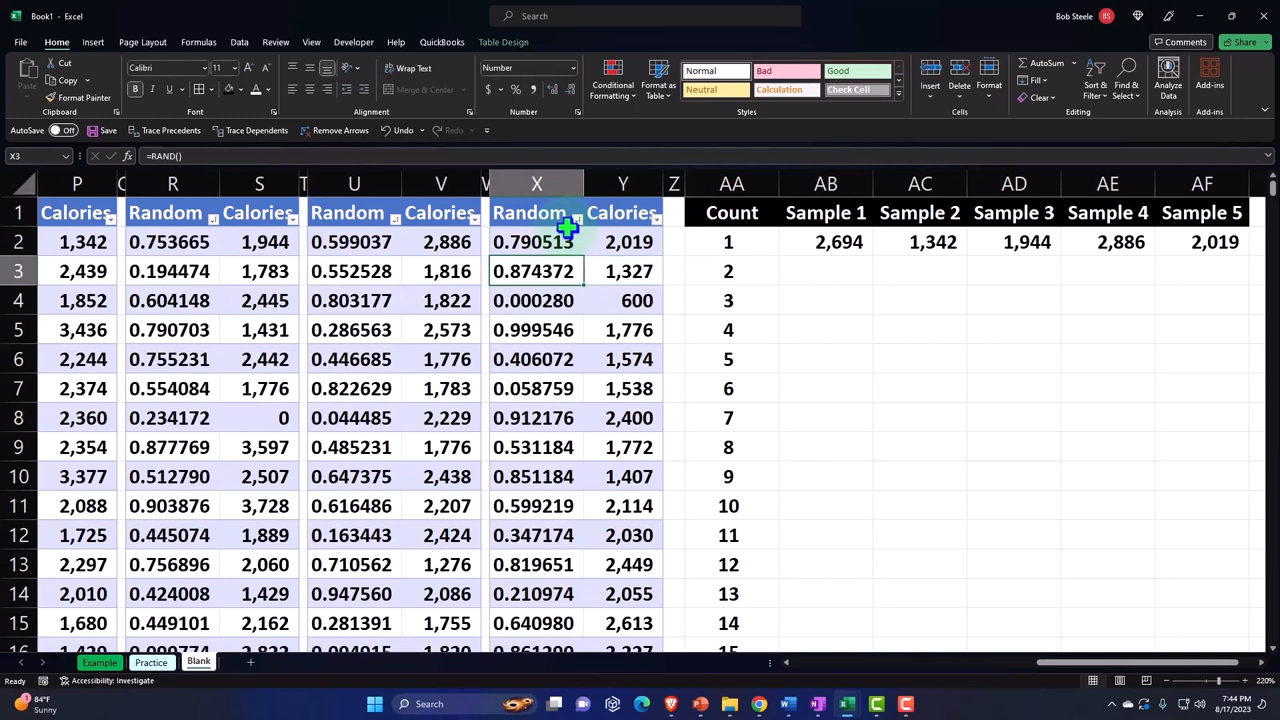 Book1 - Excel
Search
Bob Steele BS
File Home Insert Page Layout Formulas Data Review View Developer Help QuickBooks Table Design Comments Share
Paste Cut Copy Format Painter Clipboard
Calibri 11 B I U Font
Wrap Text Merge & Center Alignment
Number $ % Number
Conditional Formatting Format as Table
Normal Bad Good
Neutral Calculation Check Cell
Styles
Insert Delete Format Cells
AutoSum Fill Clear Sort & Filter Find & Select Editing
Analyze Data Analysis
Add-ins Add-ins
AutoSave Off Save Trace Precedents Trace Dependents Remove Arrows Undo Redo
X3 fx =RAND()
P R S T U V W X Y Z AA AB AC AD AE AF
1 Calories Random Calories Random Calories Random Calories Count Sample 1 Sample 2 Sample 3 Sample 4 Sample 5
2 1,342 0.753665 1,944 0.599037 2,886 0.790513 2,019 1 2,694 1,342 1,944 2,886 2,019
3 2,439 0.194474 1,783 0.552528 1,816 0.874372 1,327 2
4 1,852 0.604148 2,445 0.803177 1,822 0.000280 600 3
5 3,436 0.790703 1,431 0.286563 2,573 0.999546 1,776 4
6 2,244 0.755231 2,442 0.446685 1,776 0.406072 1,574 5
7 2,374 0.554084 1,776 0.822629 1,783 0.058759 1,538 6
8 2,360 0.234172 0 0.044485 2,229 0.912176 2,400 7
9 2,354 0.877769 3,597 0.485231 1,776 0.531184 1,772 8
10 3,377 0.512790 2,507 0.647375 2,438 0.851184 1,407 9
11 2,088 0.903876 3,728 0.616486 2,207 0.599219 2,114 10
12 1,725 0.445074 1,889 0.163443 2,424 0.347174 2,030 11
13 2,297 0.756896 2,060 0.710562 1,276 0.819651 2,449 12
14 2,010 0.424008 1,429 0.947560 2,086 0.210974 2,055 13
15 1,680 0.449101 2,162 0.281391 1,755 0.640980 2,613 14
Example Practice Blank
Ready Accessibility: Investigate 220%
84°F
Sunny
Search
7:44 PM
8/17/2023